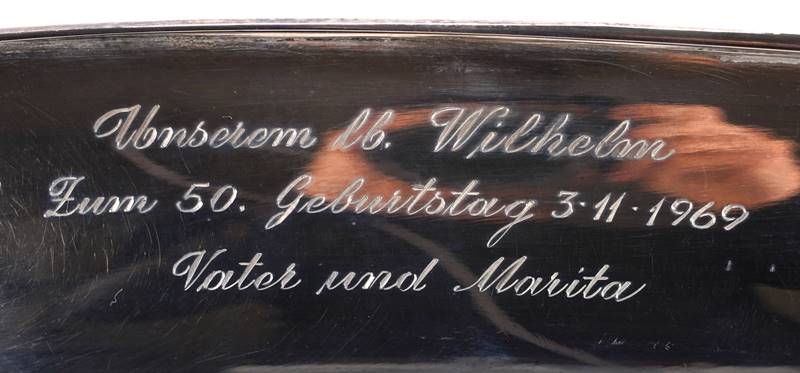 Unserem lb. Wilhelm
Zum 50. Geburtstag 3·11·1969
Vater und Marita